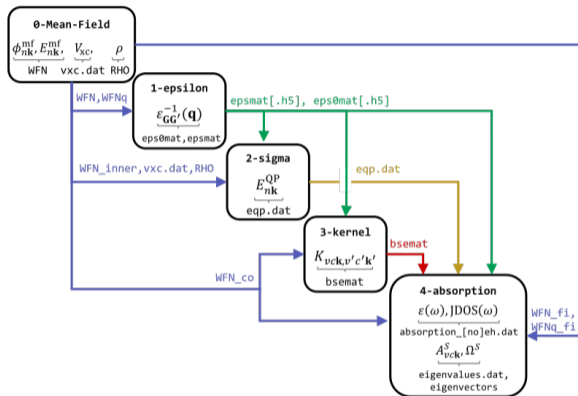 0-Mean-Field
ϕ^mf_nk, E^mf_nk, V_xc, ρ
WFN vxc.dat RHO
1-epsilon
ε^−1_GG′(q)
eps0mat,epsmat
WFN,WFNq
epsmat[.h5], eps0mat[.h5]
2-sigma
E^QP_nk
eqp.dat
WFN_inner,vxc.dat,RHO
eqp.dat
3-kernel
K_vck,v′c′k′
bsemat
bsemat
WFN_co
4-absorption
ε(ω),JDOS(ω)
absorption_[no]eh.dat
A^S_vck, Ω^S
eigenvalues.dat,
eigenvectors
WFN_fi,
WFNq_fi